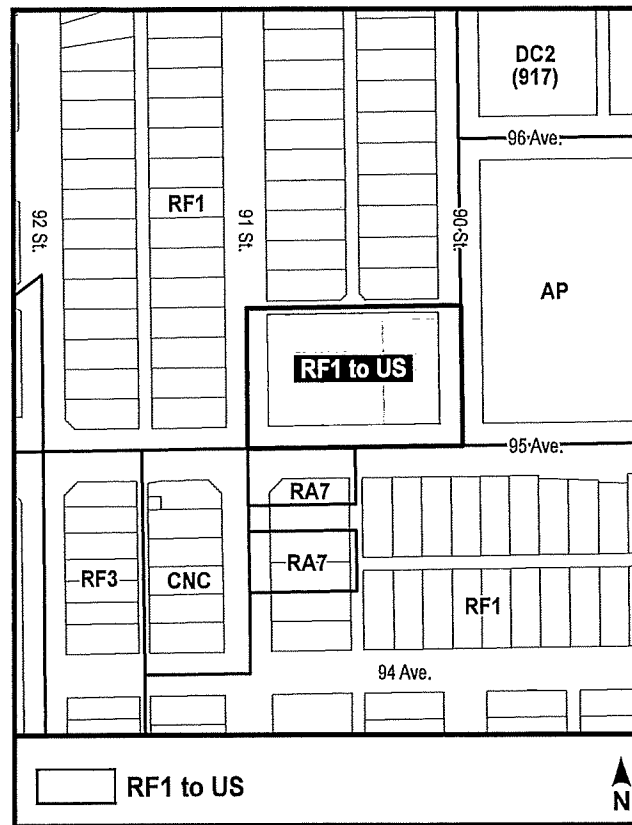 DC2
(917)
96 Ave.
RF1
92 St.
91 St.
90 St.
AP
RF1 to US
95 Ave.
RA7
RF3
CNC
RA7
RF1
94 Ave.
RF1 to US
N